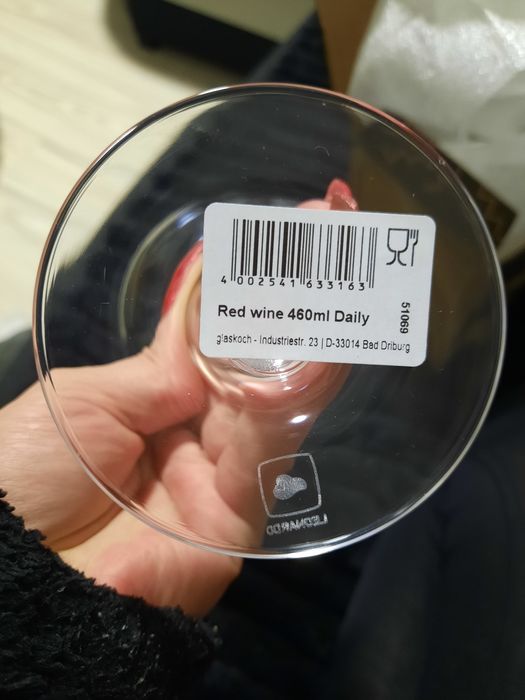 4 002541 633163
Red wine 460ml Daily
51069
glaskoch - Industriestr. 23 | D-33014 Bad Driburg
LEONARDO